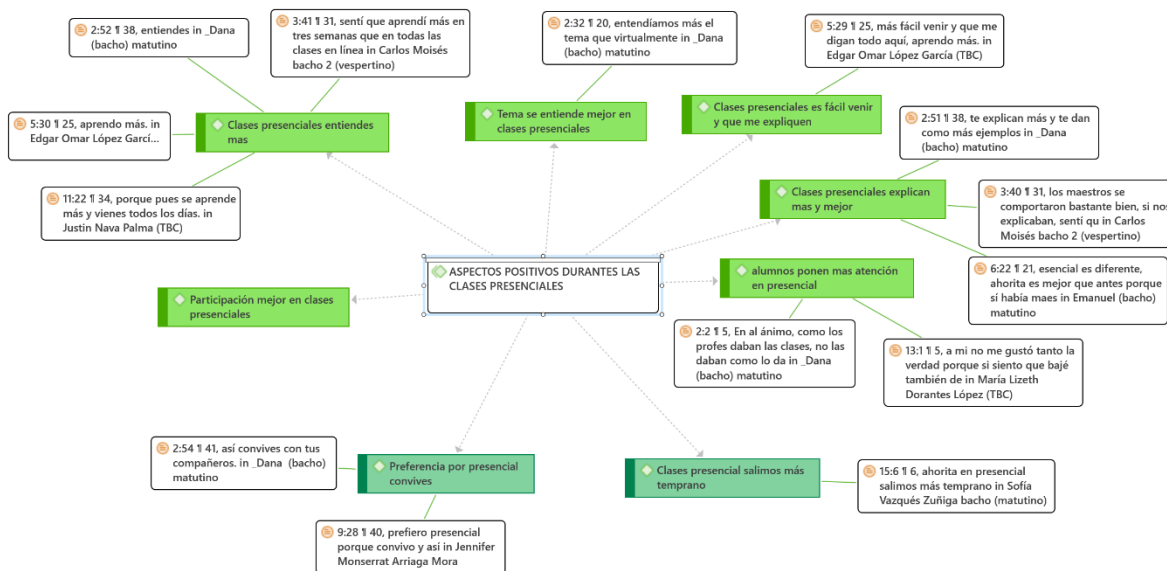 2:52 ¶ 38, entiendes in _Dana
(bacho) matutino
3:41 ¶ 31, sentí que aprendí más en
tres semanas que en todas las
clases en línea in Carlos Moisés
bacho 2 (vespertino)
2:32 ¶ 20, entendíamos más el
tema que virtualmente in _Dana
(bacho) matutino
5:29 ¶ 25, más fácil venir y que me
digan todo aquí, aprendo más. in
Edgar Omar López García (TBC)
5:30 ¶ 25, aprendo más. in
Edgar Omar López Garcí...
Clases presenciales entiendes
mas
Tema se entiende mejor en
clases presenciales
Clases presenciales es fácil venir
y que me expliquen
2:51 ¶ 38, te explican más y te dan
como más ejemplos in _Dana
(bacho) matutino
11:22 ¶ 34, porque pues se aprende
más y vienes todos los días. in
Justin Nava Palma (TBC)
Clases presenciales explican
mas y mejor
3:40 ¶ 31, los maestros se
comportaron bastante bien, si nos
explicaban, sentí qu in Carlos
Moisés bacho 2 (vespertino)
ASPECTOS POSITIVOS DURANTES LAS
CLASES PRESENCIALES
alumnos ponen mas atención
en presencial
6:22 ¶ 21, esencial es diferente,
ahorita es mejor que antes porque
sí había maes in Emanuel (bacho)
matutino
Participación mejor en clases
presenciales
2:2 ¶ 5, En al ánimo, como los
profes daban las clases, no las
daban como lo da in _Dana
(bacho) matutino
13:1 ¶ 5, a mi no me gustó tanto la
verdad porque si siento que bajé
también de in María Lizeth
Dorantes López (TBC)
2:54 ¶ 41, así convives con tus
compañeros. in _Dana (bacho)
matutino
Preferencia por presencial
convives
Clases presencial salimos más
temprano
15:6 ¶ 6, ahorita en presencial
salimos más temprano in Sofía
Vazqués Zuñiga bacho (matutino)
9:28 ¶ 40, prefiero presencial
porque convivo y así in Jennifer
Monserrat Arriaga Mora